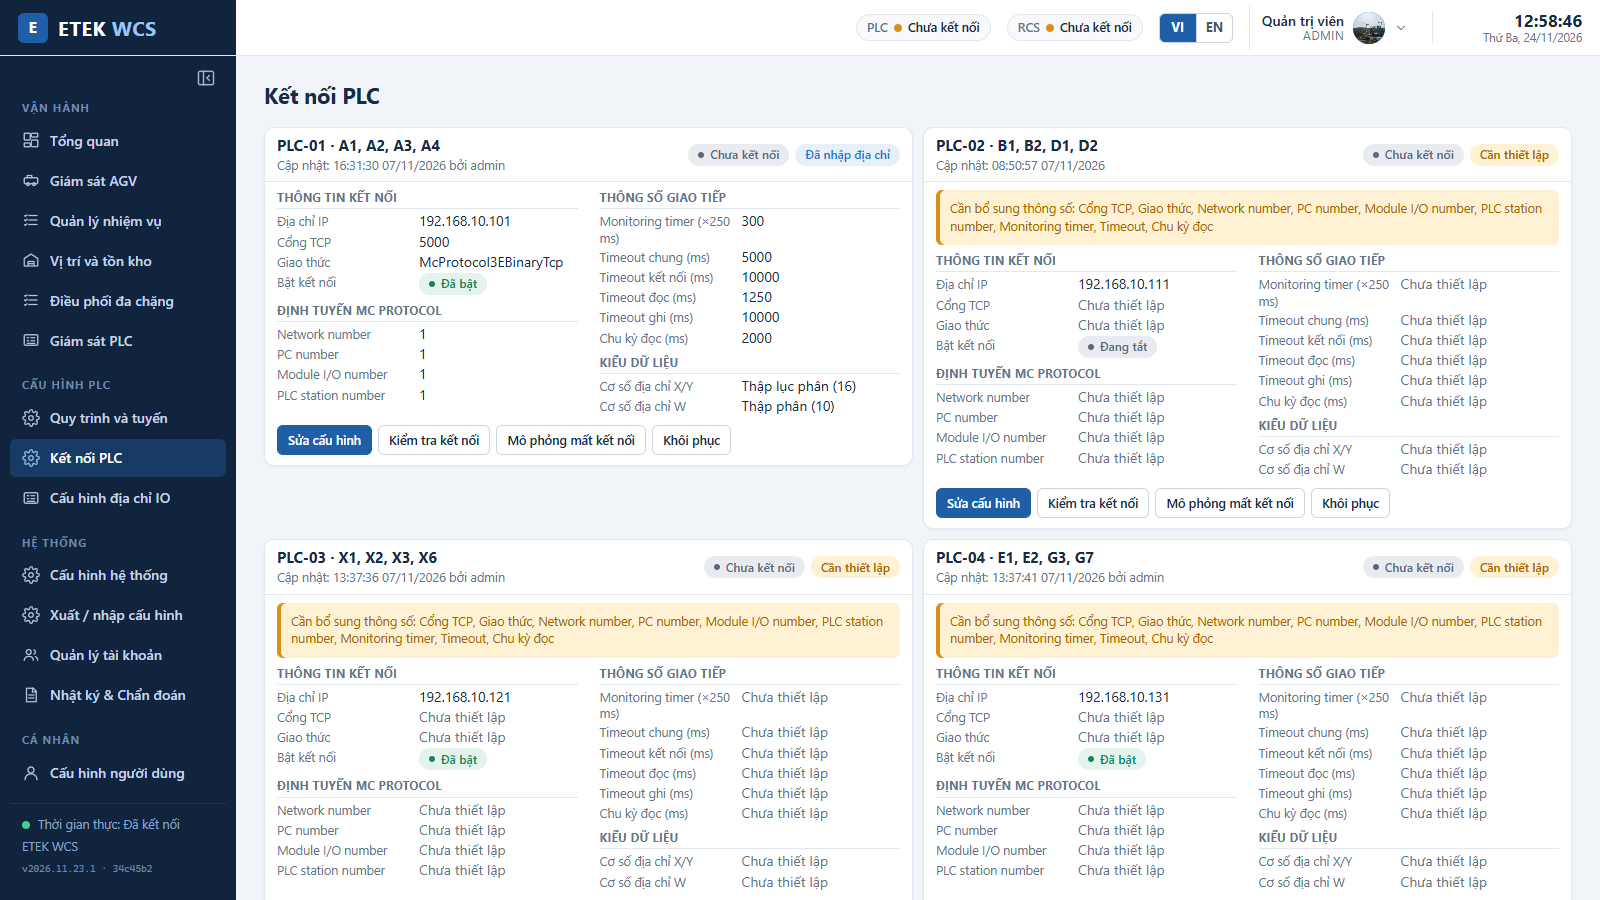 E ETEK WCS
PLC Chưa kết nối
RCS Chưa kết nối
VI EN
Quản trị viên
ADMIN
12:58:46
Thứ Ba, 24/11/2026
VẬN HÀNH
Tổng quan
Giám sát AGV
Quản lý nhiệm vụ
Vị trí và tồn kho
Điều phối đa chặng
Giám sát PLC
CẤU HÌNH PLC
Quy trình và tuyến
Kết nối PLC
Cấu hình địa chỉ IO
HỆ THỐNG
Cấu hình hệ thống
Xuất / nhập cấu hình
Quản lý tài khoản
Nhật ký & Chẩn đoán
CÁ NHÂN
Cấu hình người dùng
Thời gian thực: Đã kết nối
ETEK WCS
v2026.11.23.1 · 34c45b2
Kết nối PLC
PLC-01 · A1, A2, A3, A4
Cập nhật: 16:31:30 07/11/2026 bởi admin
Chưa kết nối
Đã nhập địa chỉ
THÔNG TIN KẾT NỐI
Địa chỉ IP 192.168.10.101
Cổng TCP 5000
Giao thức McProtocol3EBinaryTcp
Bật kết nối Đã bật
ĐỊNH TUYẾN MC PROTOCOL
Network number 1
PC number 1
Module I/O number 1
PLC station number 1
THÔNG SỐ GIAO TIẾP
Monitoring timer (×250 300
ms)
Timeout chung (ms) 5000
Timeout kết nối (ms) 10000
Timeout đọc (ms) 1250
Timeout ghi (ms) 10000
Chu kỳ đọc (ms) 2000
KIỂU DỮ LIỆU
Cơ số địa chỉ X/Y Thập lục phân (16)
Cơ số địa chỉ W Thập phân (10)
Sửa cấu hình
Kiểm tra kết nối
Mô phỏng mất kết nối
Khôi phục
PLC-02 · B1, B2, D1, D2
Cập nhật: 08:50:57 07/11/2026
Chưa kết nối
Cần thiết lập
Cần bổ sung thông số: Cổng TCP, Giao thức, Network number, PC number, Module I/O number, PLC station
number, Monitoring timer, Timeout, Chu kỳ đọc
THÔNG TIN KẾT NỐI
Địa chỉ IP 192.168.10.111
Cổng TCP Chưa thiết lập
Giao thức Chưa thiết lập
Bật kết nối Đang tắt
ĐỊNH TUYẾN MC PROTOCOL
Network number Chưa thiết lập
PC number Chưa thiết lập
Module I/O number Chưa thiết lập
PLC station number Chưa thiết lập
THÔNG SỐ GIAO TIẾP
Monitoring timer (×250 Chưa thiết lập
ms)
Timeout chung (ms) Chưa thiết lập
Timeout kết nối (ms) Chưa thiết lập
Timeout đọc (ms) Chưa thiết lập
Timeout ghi (ms) Chưa thiết lập
Chu kỳ đọc (ms) Chưa thiết lập
KIỂU DỮ LIỆU
Cơ số địa chỉ X/Y Chưa thiết lập
Cơ số địa chỉ W Chưa thiết lập
Sửa cấu hình
Kiểm tra kết nối
Mô phỏng mất kết nối
Khôi phục
PLC-03 · X1, X2, X3, X6
Cập nhật: 13:37:36 07/11/2026 bởi admin
Chưa kết nối
Cần thiết lập
Cần bổ sung thông số: Cổng TCP, Giao thức, Network number, PC number, Module I/O number, PLC station
number, Monitoring timer, Timeout, Chu kỳ đọc
THÔNG TIN KẾT NỐI
Địa chỉ IP 192.168.10.121
Cổng TCP Chưa thiết lập
Giao thức Chưa thiết lập
Bật kết nối Đã bật
ĐỊNH TUYẾN MC PROTOCOL
Network number Chưa thiết lập
PC number Chưa thiết lập
Module I/O number Chưa thiết lập
PLC station number Chưa thiết lập
THÔNG SỐ GIAO TIẾP
Monitoring timer (×250 Chưa thiết lập
ms)
Timeout chung (ms) Chưa thiết lập
Timeout kết nối (ms) Chưa thiết lập
Timeout đọc (ms) Chưa thiết lập
Timeout ghi (ms) Chưa thiết lập
Chu kỳ đọc (ms) Chưa thiết lập
KIỂU DỮ LIỆU
Cơ số địa chỉ X/Y Chưa thiết lập
Cơ số địa chỉ W Chưa thiết lập
PLC-04 · E1, E2, G3, G7
Cập nhật: 13:37:41 07/11/2026 bởi admin
Chưa kết nối
Cần thiết lập
Cần bổ sung thông số: Cổng TCP, Giao thức, Network number, PC number, Module I/O number, PLC station
number, Monitoring timer, Timeout, Chu kỳ đọc
THÔNG TIN KẾT NỐI
Địa chỉ IP 192.168.10.131
Cổng TCP Chưa thiết lập
Giao thức Chưa thiết lập
Bật kết nối Đã bật
ĐỊNH TUYẾN MC PROTOCOL
Network number Chưa thiết lập
PC number Chưa thiết lập
Module I/O number Chưa thiết lập
PLC station number Chưa thiết lập
THÔNG SỐ GIAO TIẾP
Monitoring timer (×250 Chưa thiết lập
ms)
Timeout chung (ms) Chưa thiết lập
Timeout kết nối (ms) Chưa thiết lập
Timeout đọc (ms) Chưa thiết lập
Timeout ghi (ms) Chưa thiết lập
Chu kỳ đọc (ms) Chưa thiết lập
KIỂU DỮ LIỆU
Cơ số địa chỉ X/Y Chưa thiết lập
Cơ số địa chỉ W Chưa thiết lập